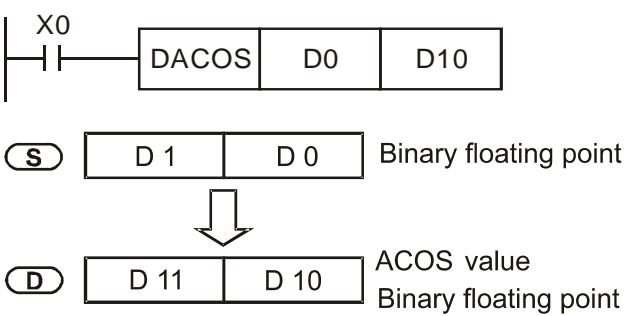 X0
DACOS D0 D10
S D 1 D 0 Binary floating point
ACOS value
D D 11 D 10
Binary floating point